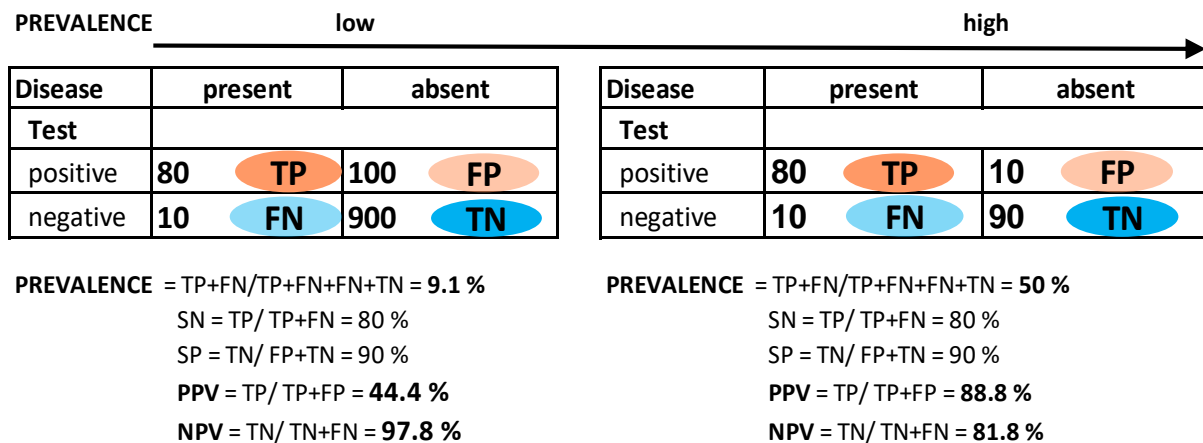 PREVALENCE low high
Disease present absent
Test
positive 80 TP 100 FP
negative 10 FN 900 TN
Disease present absent
Test
positive 80 TP 10 FP
negative 10 FN 90 TN
PREVALENCE = TP+FN/TP+FN+FN+TN = 9.1 %
SN = TP/ TP+FN = 80 %
SP = TN/ FP+TN = 90 %
PPV = TP/ TP+FP = 44.4 %
NPV = TN/ TN+FN = 97.8 %
PREVALENCE = TP+FN/TP+FN+FN+TN = 50 %
SN = TP/ TP+FN = 80 %
SP = TN/ FP+TN = 90 %
PPV = TP/ TP+FP = 88.8 %
NPV = TN/ TN+FN = 81.8 %